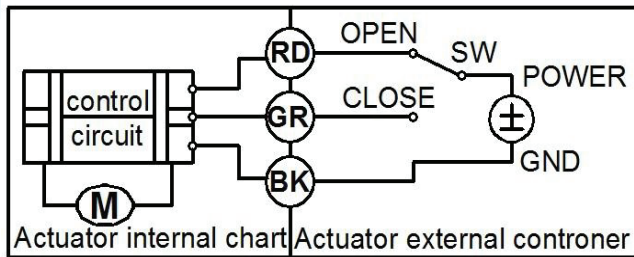 OPEN
RD
SW
POWER
control
GR
CLOSE
±
circuit
GND
BK
M
Actuator internal chart
Actuator external controner